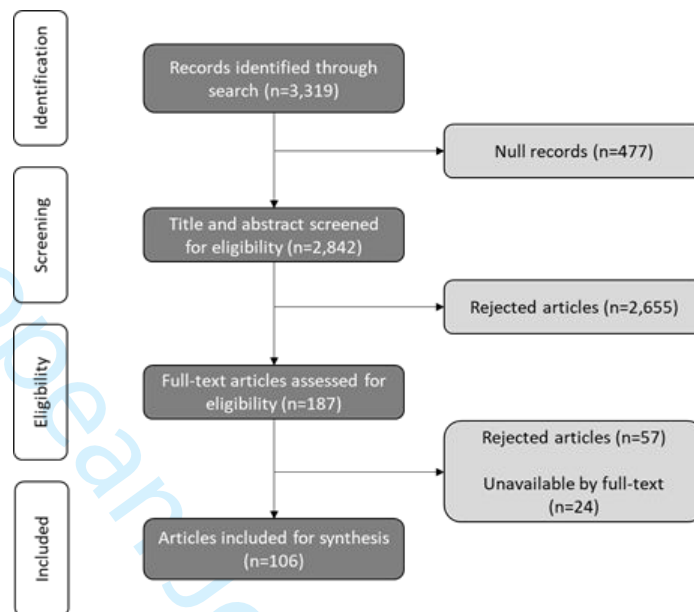 Identification
Records identified through
search (n=3,319)
Null records (n=477)
Screening
Title and abstract screened
for eligibility (n=2,842)
Rejected articles (n=2,655)
Eligibility
Full-text articles assessed for
eligibility (n=187)
Rejected articles (n=57)
Unavailable by full-text
(n=24)
Included
Articles included for synthesis
(n=106)